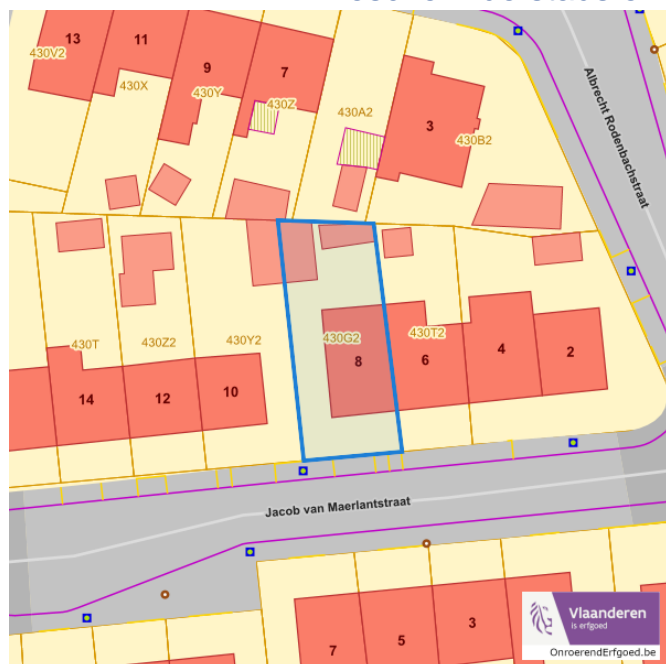 13
11
9
7
3
430V2
430X
430Y
430Z
430A2
430B2
Albrecht Rodenbachstraat
430T
430Z2
430Y2
430G2
430T2
14
12
10
8
6
4
2
Jacob van Maerlantstraat
7
5
3
Vlaanderen
is erfgoed
OnroerendErfgoed.be